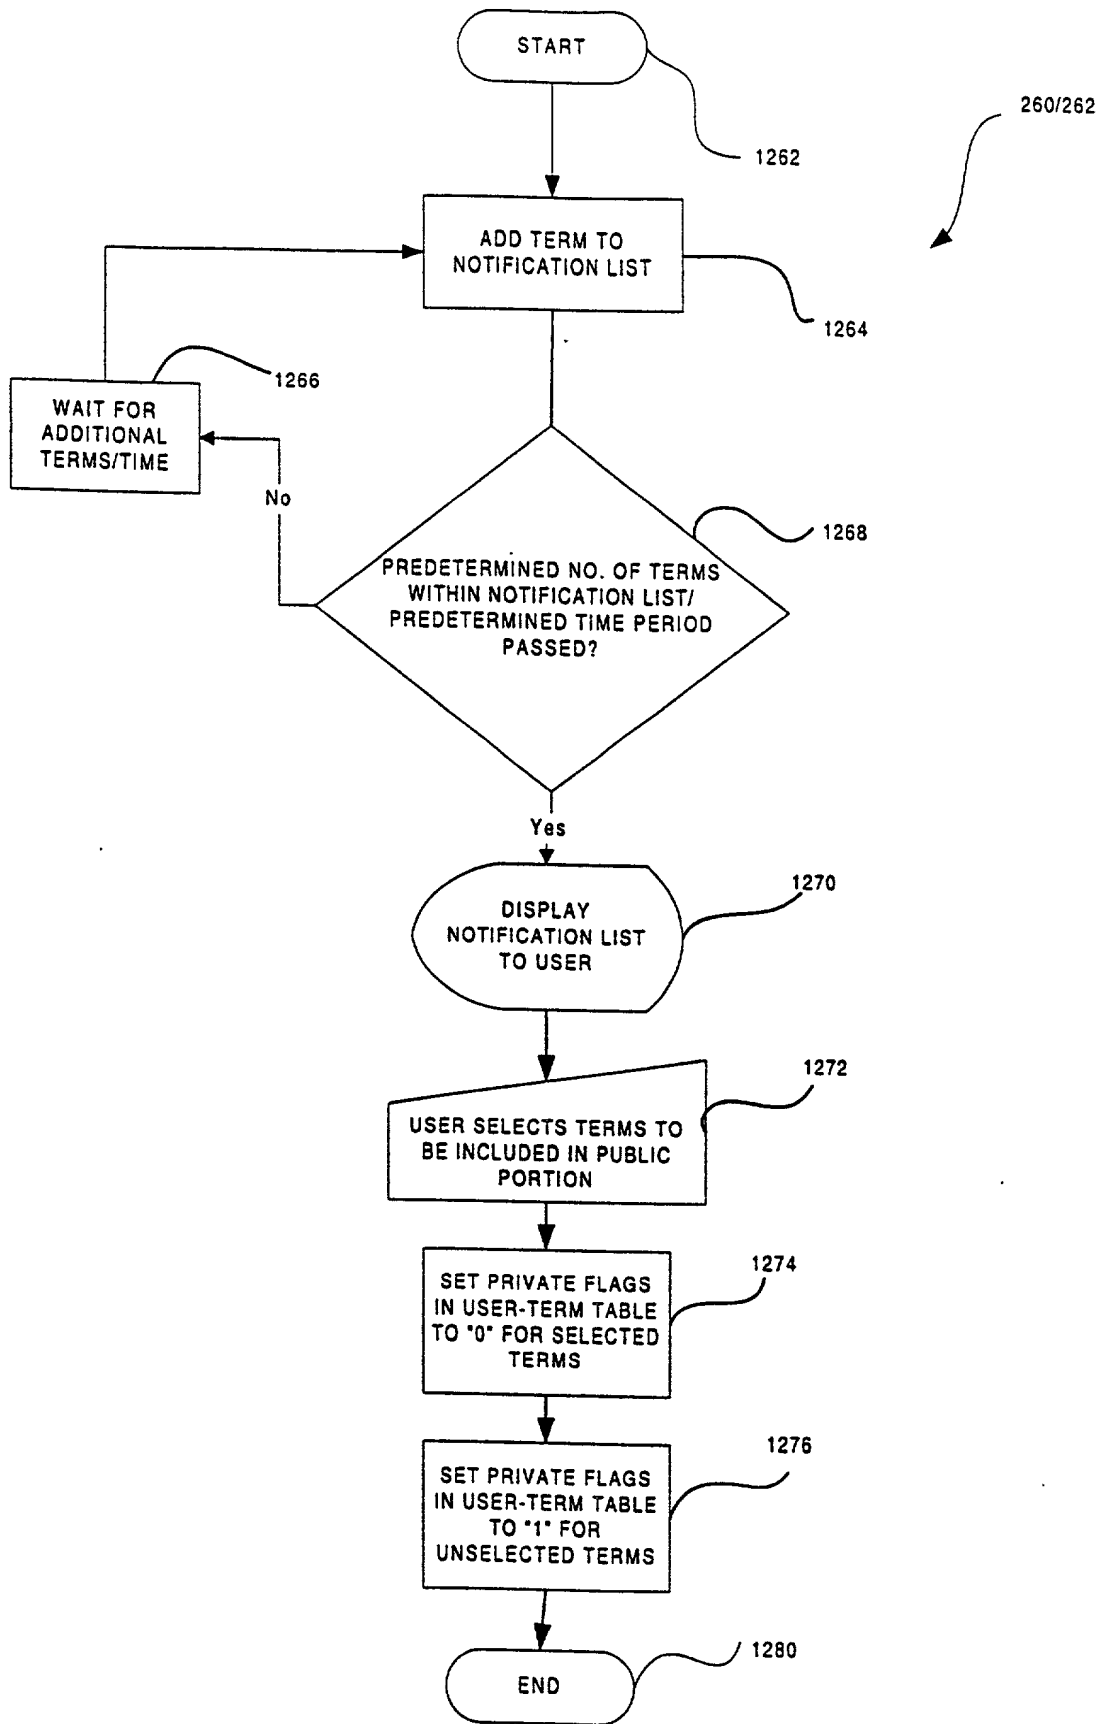 START
260/262
1262
ADD TERM TO
NOTIFICATION LIST
1264
1266
WAIT FOR
ADDITIONAL
TERMS/TIME
No
1268
PREDETERMINED NO. OF TERMS
WITHIN NOTIFICATION LIST/
PREDETERMINED TIME PERIOD
PASSED?
Yes
1270
DISPLAY
NOTIFICATION LIST
TO USER
1272
USER SELECTS TERMS TO
BE INCLUDED IN PUBLIC
PORTION
1274
SET PRIVATE FLAGS
IN USER-TERM TABLE
TO "0" FOR SELECTED
TERMS
1276
SET PRIVATE FLAGS
IN USER-TERM TABLE
TO "1" FOR
UNSELECTED TERMS
1280
END